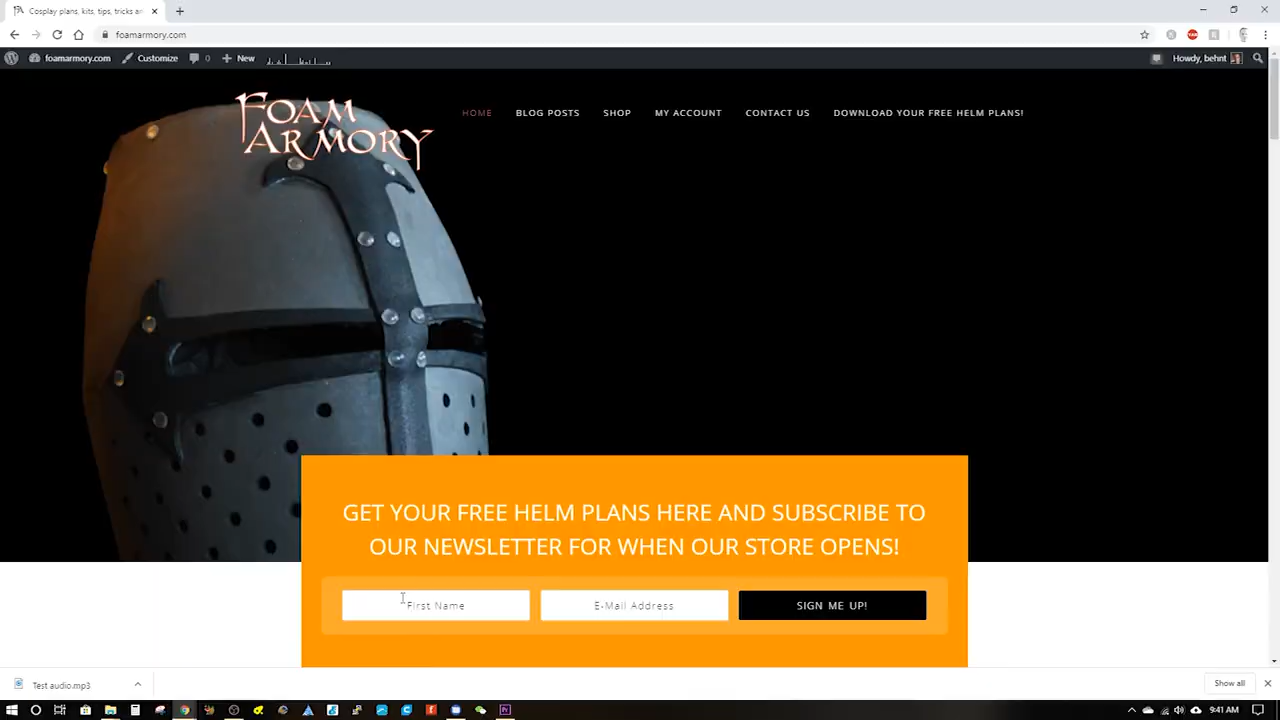 Cosplay plans, kits, tips, tricks an
foamarmory.com
foamarmory.com
Customize
0
New
Howdy, behnt
FOAM
ARMORY
HOME
BLOG POSTS
SHOP
MY ACCOUNT
CONTACT US
DOWNLOAD YOUR FREE HELM PLANS!
GET YOUR FREE HELM PLANS HERE AND SUBSCRIBE TO
OUR NEWSLETTER FOR WHEN OUR STORE OPENS!
First Name
E-Mail Address
SIGN ME UP!
Test audio.mp3
Show all
9:41 AM